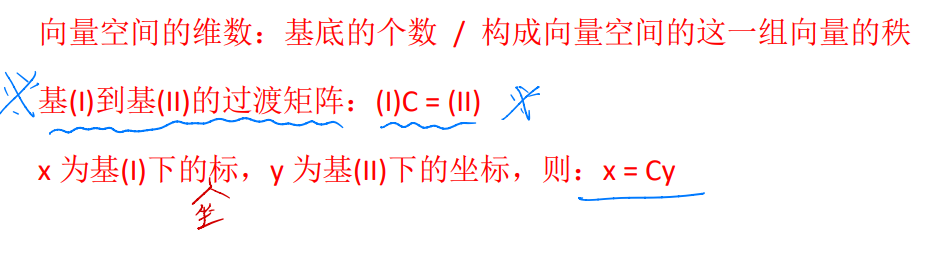 向量空间的维数：基底的个数 / 构成向量空间的这一组向量的秩
基(I)到基(II)的过渡矩阵：(I)C = (II)
x 为基(I)下的标，y 为基(II)下的坐标，则：x = Cy
坐